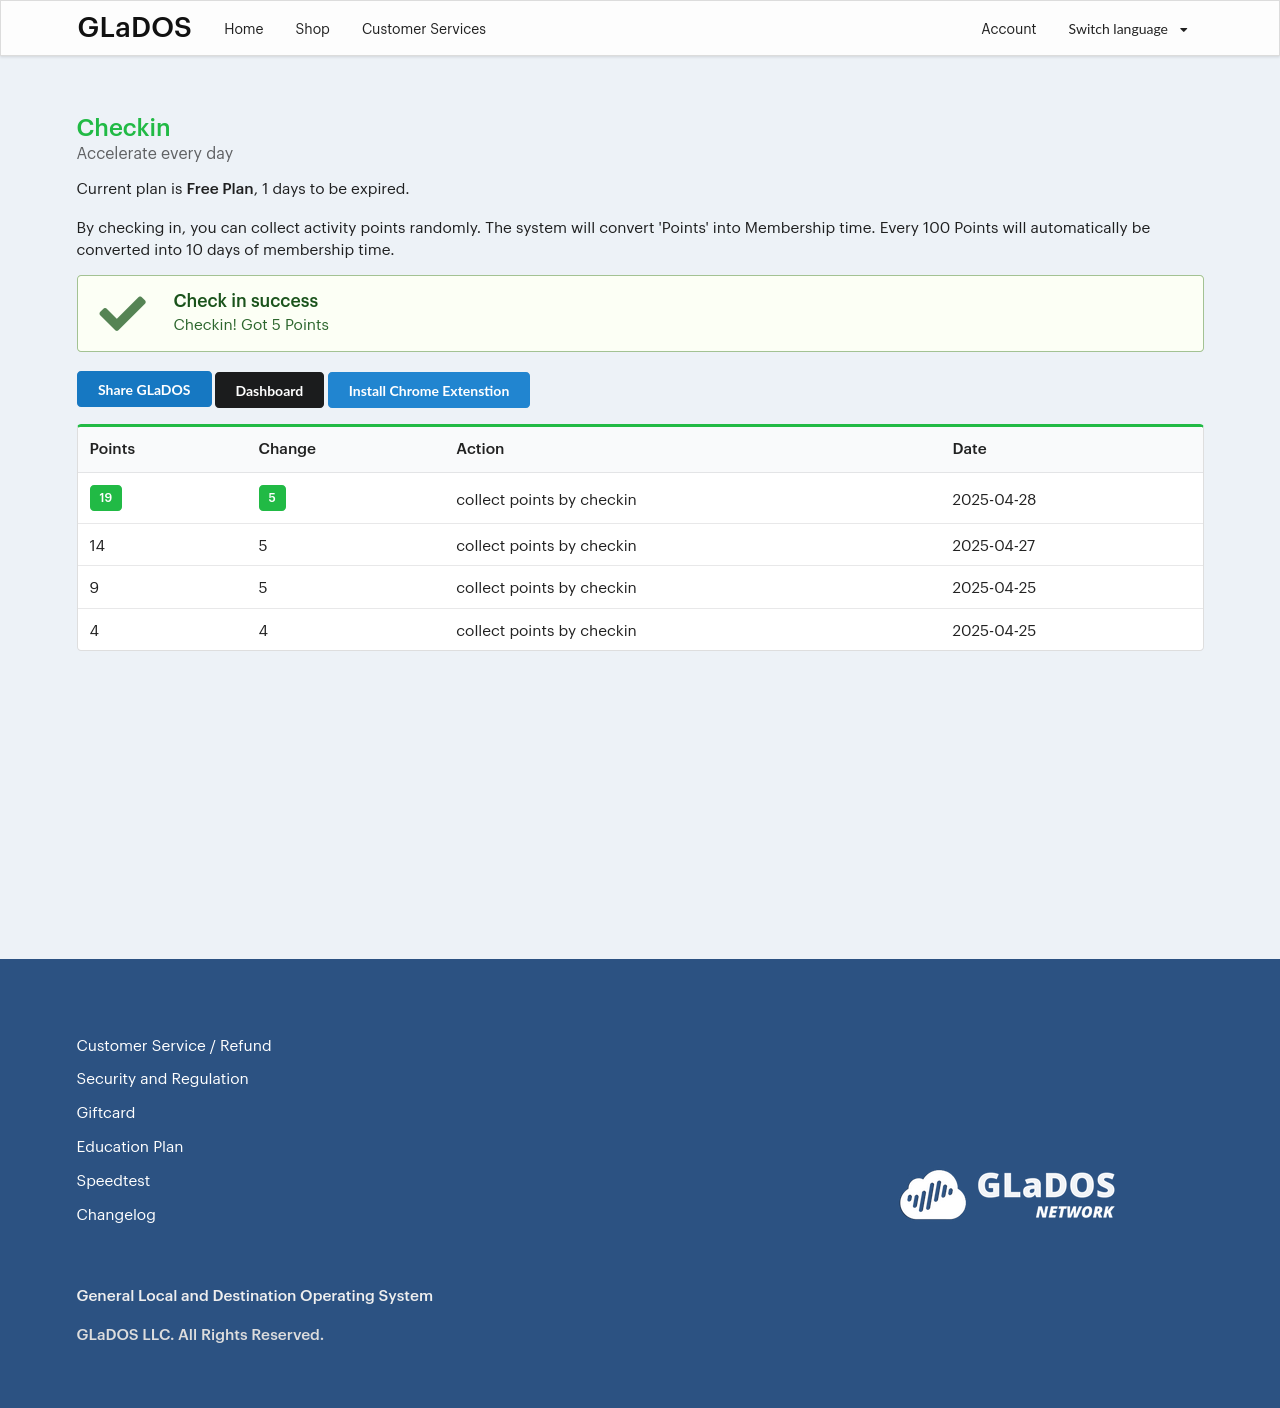 GLaDOS Home Shop Customer Services Account Switch language
Checkin
Accelerate every day
Current plan is Free Plan, 1 days to be expired.
By checking in, you can collect activity points randomly. The system will convert 'Points' into Membership time. Every 100 Points will automatically be
converted into 10 days of membership time.
Check in success
Checkin! Got 5 Points
Share GLaDOS Dashboard Install Chrome Extenstion
Points Change Action Date
19 5 collect points by checkin 2025-04-28
14 5 collect points by checkin 2025-04-27
9 5 collect points by checkin 2025-04-25
4 4 collect points by checkin 2025-04-25
Customer Service / Refund
Security and Regulation
Giftcard
Education Plan
Speedtest
Changelog
GLaDOS
NETWORK
General Local and Destination Operating System
GLaDOS LLC. All Rights Reserved.